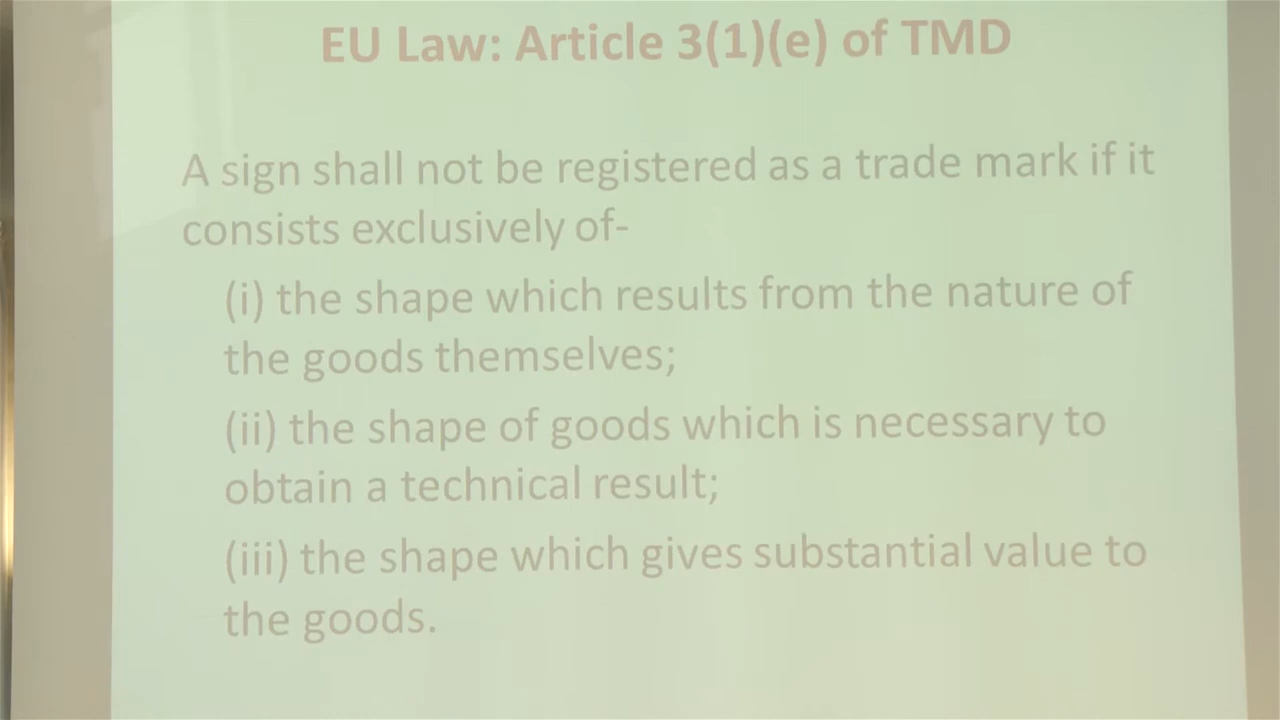 EU Law: Article 3(1)(e) of TMD
A sign shall not be registered as a trade mark if it
consists exclusively of-
(i) the shape which results from the nature of
the goods themselves;
(ii) the shape of goods which is necessary to
obtain a technical result;
(iii) the shape which gives substantial value to
the goods.